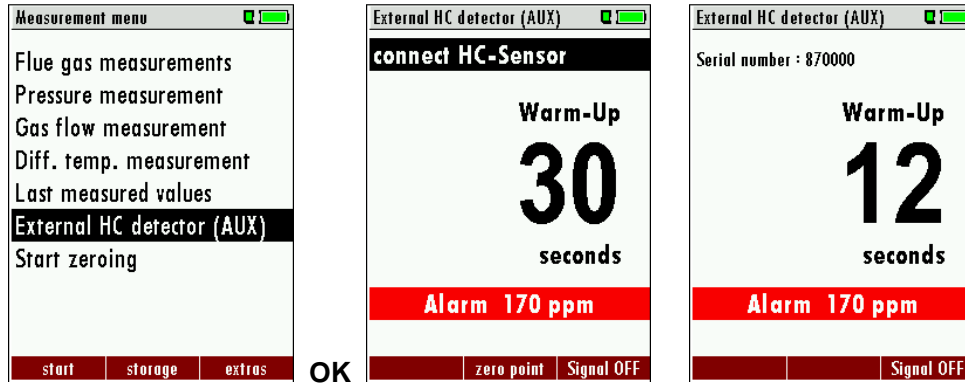 Measurement menu
Flue gas measurements
Pressure measurement
Gas flow measurement
Diff. temp. measurement
Last measured values
External HC detector (AUX)
Start zeroing
start storage extras
OK
External HC detector (AUX)
connect HC-Sensor
Warm-Up
30
seconds
Alarm 170 ppm
zero point Signal OFF
External HC detector (AUX)
Serial number : 870000
Warm-Up
12
seconds
Alarm 170 ppm
Signal OFF